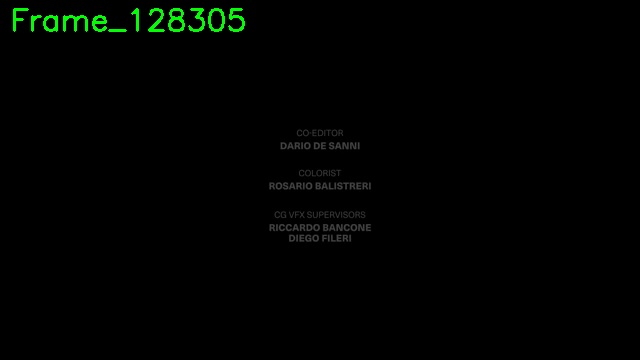 Frame_128305
CO-EDITOR
DARIO DE SANNI
COLORIST
ROSARIO BALISTRERI
CG VFX SUPERVISORS
RICCARDO BANCONE
DIEGO FILERI